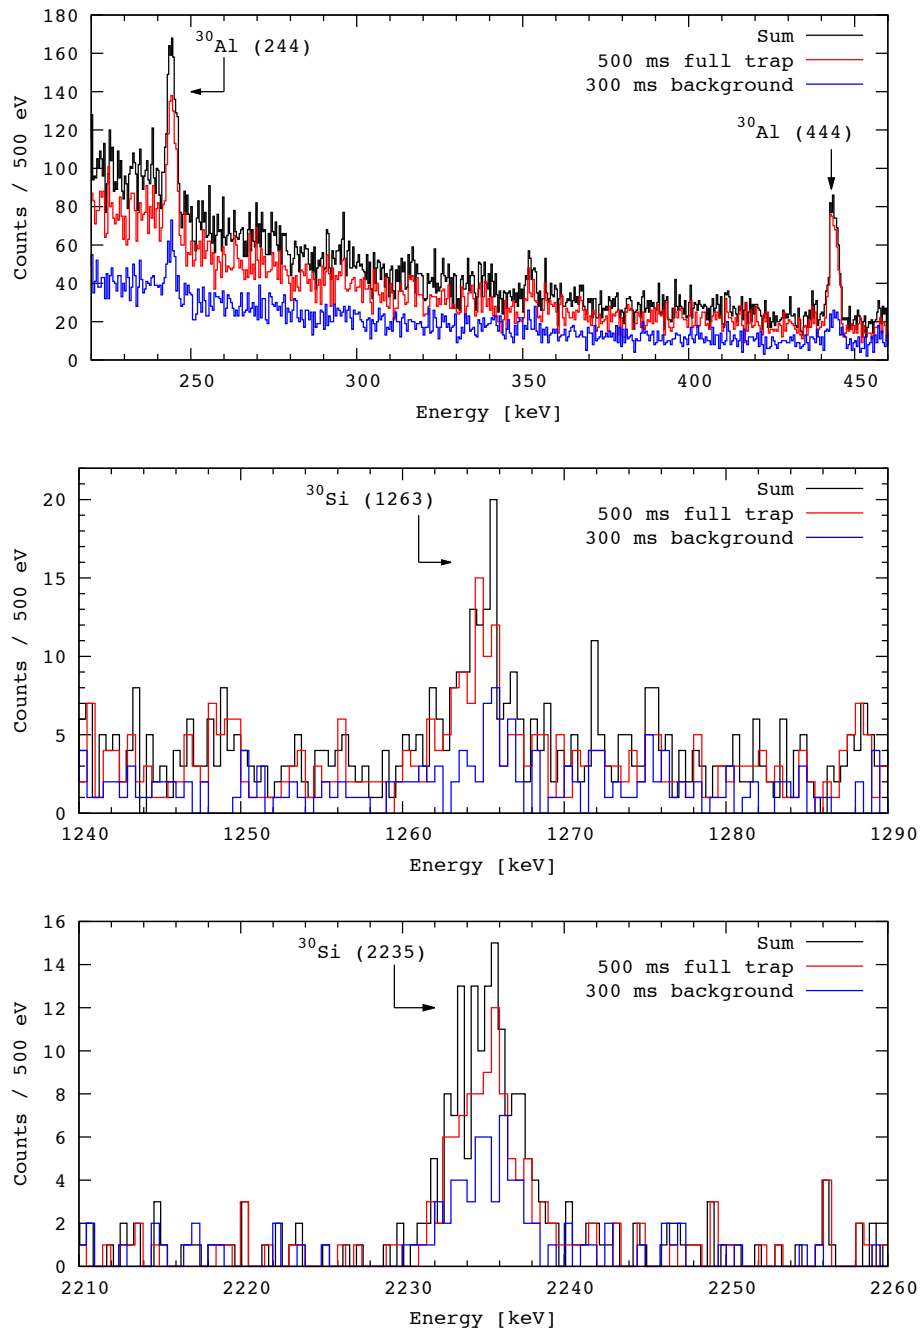 180
160
140
120
100
80
60
40
20
0
Counts / 500 eV
³⁰Al (244)
³⁰Al (444)
Sum
500 ms full trap
300 ms background
250
300
350
400
450
Energy [keV]
20
15
10
5
0
Counts / 500 eV
³⁰Si (1263)
Sum
500 ms full trap
300 ms background
1240
1250
1260
1270
1280
1290
Energy [keV]
16
14
12
10
8
6
4
2
0
Counts / 500 eV
³⁰Si (2235)
Sum
500 ms full trap
300 ms background
2210
2220
2230
2240
2250
2260
Energy [keV]